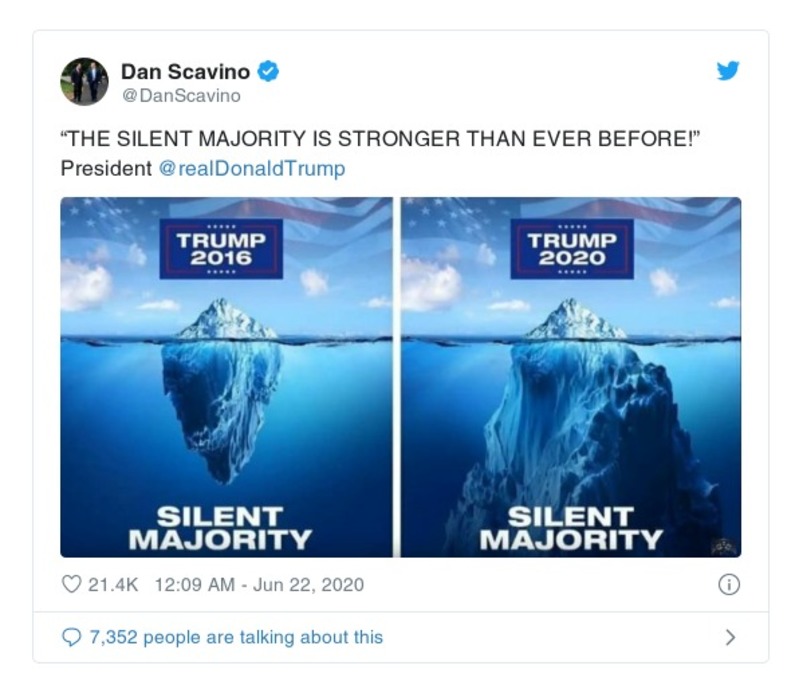 Dan Scavino
@DanScavino
“THE SILENT MAJORITY IS STRONGER THAN EVER BEFORE!”
President @realDonaldTrump
TRUMP
2016
SILENT
MAJORITY
TRUMP
2020
SILENT
MAJORITY
21.4K 12:09 AM - Jun 22, 2020
7,352 people are talking about this